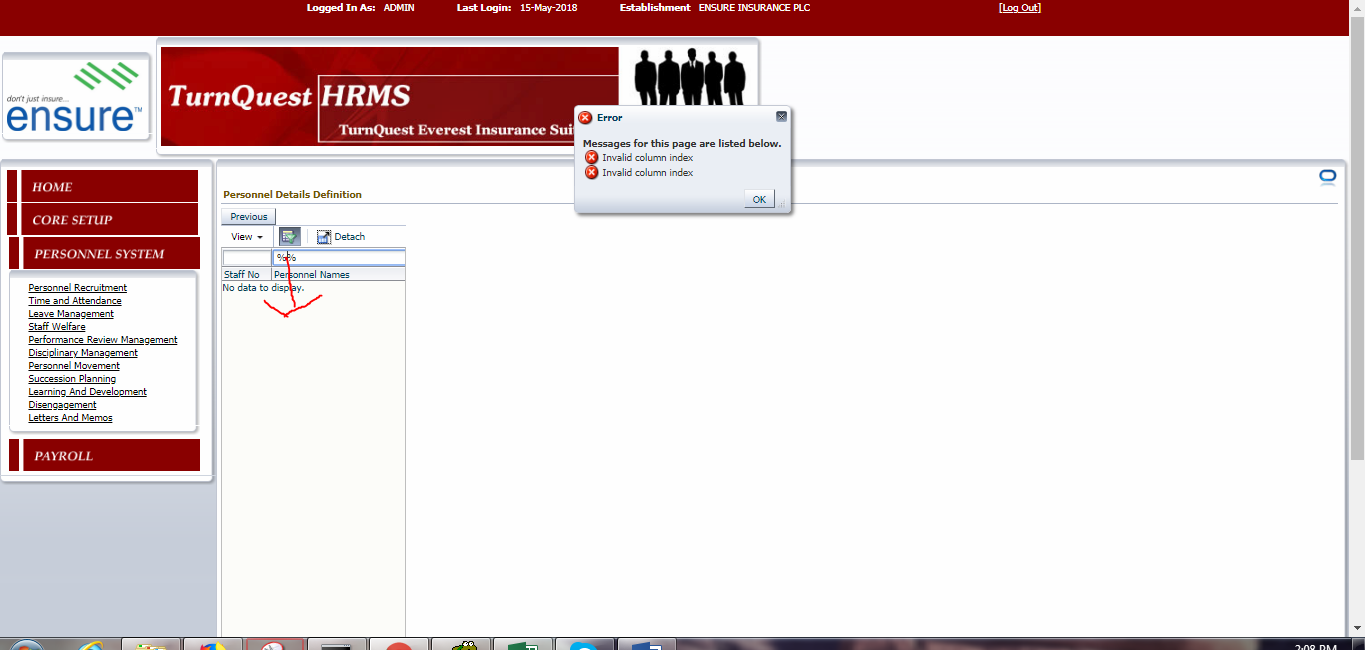 Logged In As: ADMIN Last Login: 15-May-2018 Establishment ENSURE INSURANCE PLC [Log Out]
don't just insure...
ensure™
TurnQuest HRMS
TurnQuest Everest Insurance Sui
Error
Messages for this page are listed below.
Invalid column index
Invalid column index
OK
HOME
CORE SETUP
PERSONNEL SYSTEM
Personnel Recruitment
Time and Attendance
Leave Management
Staff Welfare
Performance Review Management
Disciplinary Management
Personnel Movement
Succession Planning
Learning And Development
Disengagement
Letters And Memos
PAYROLL
Personnel Details Definition
Previous
View Detach
%%
Staff No Personnel Names
No data to display.
2:08 PM